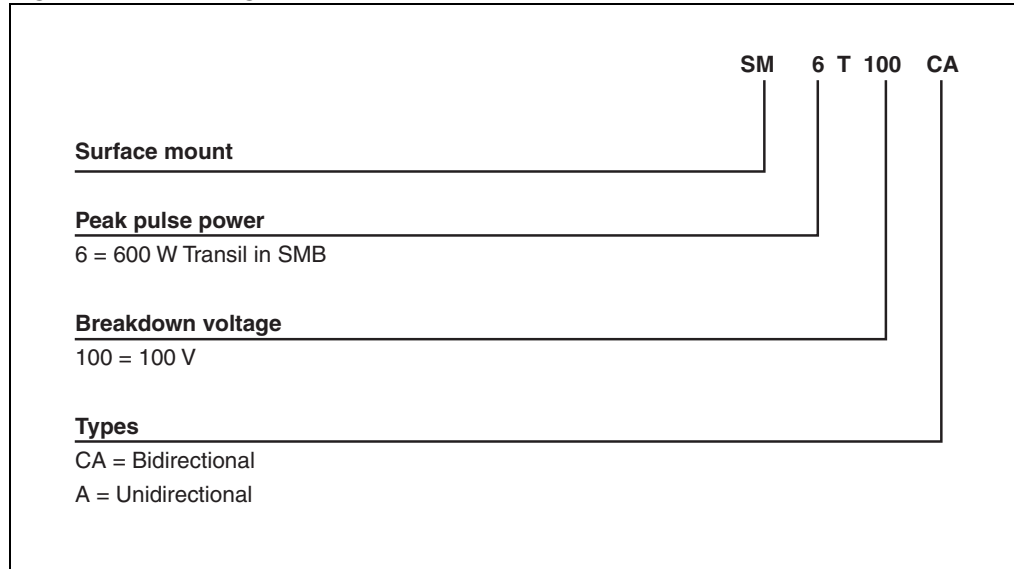 SM 6 T 100 CA
Surface mount
Peak pulse power
6 = 600 W Transil in SMB
Breakdown voltage
100 = 100 V
Types
CA = Bidirectional
A = Unidirectional